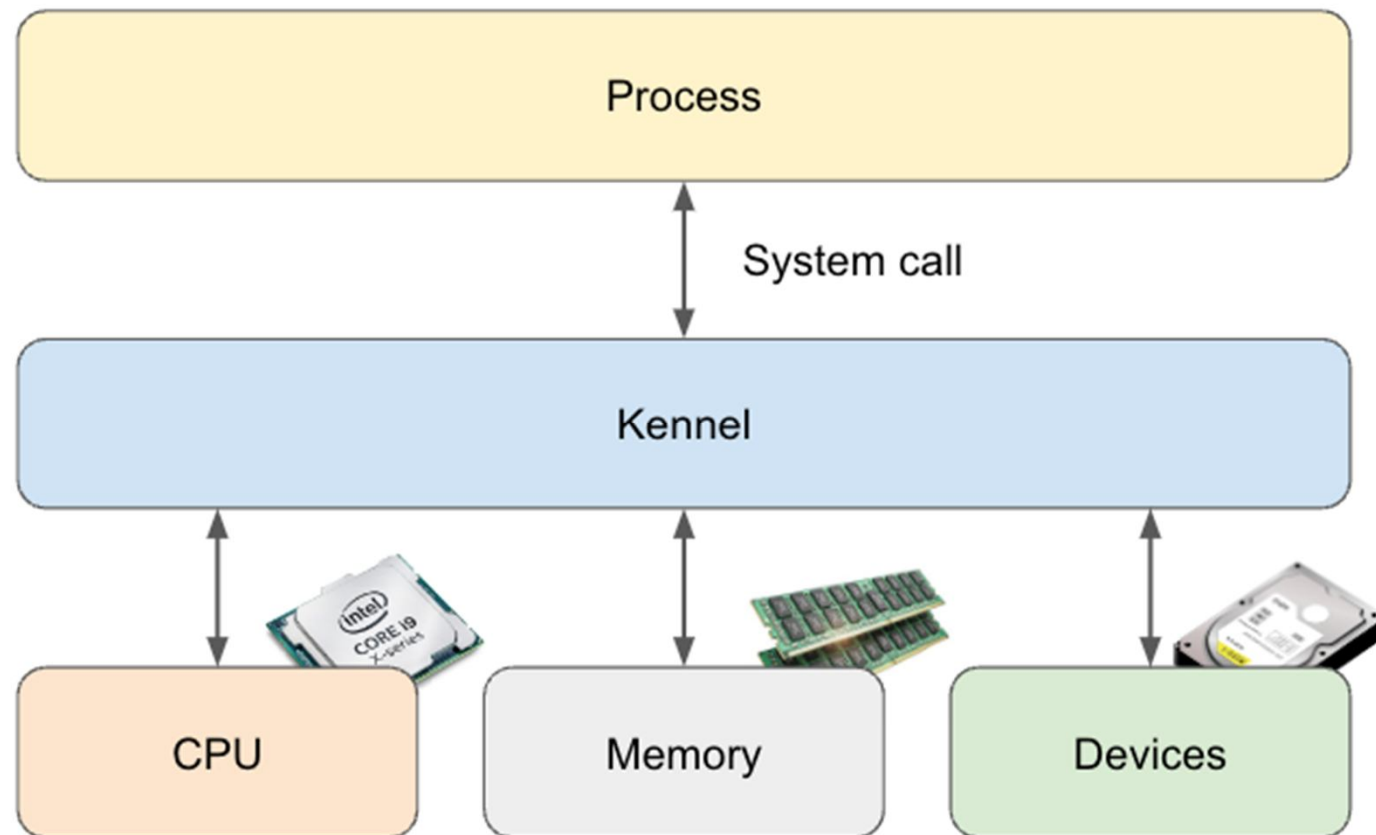 Process
System call
Kennel
intel
CORE i9
X-series
CPU
Memory
Devices